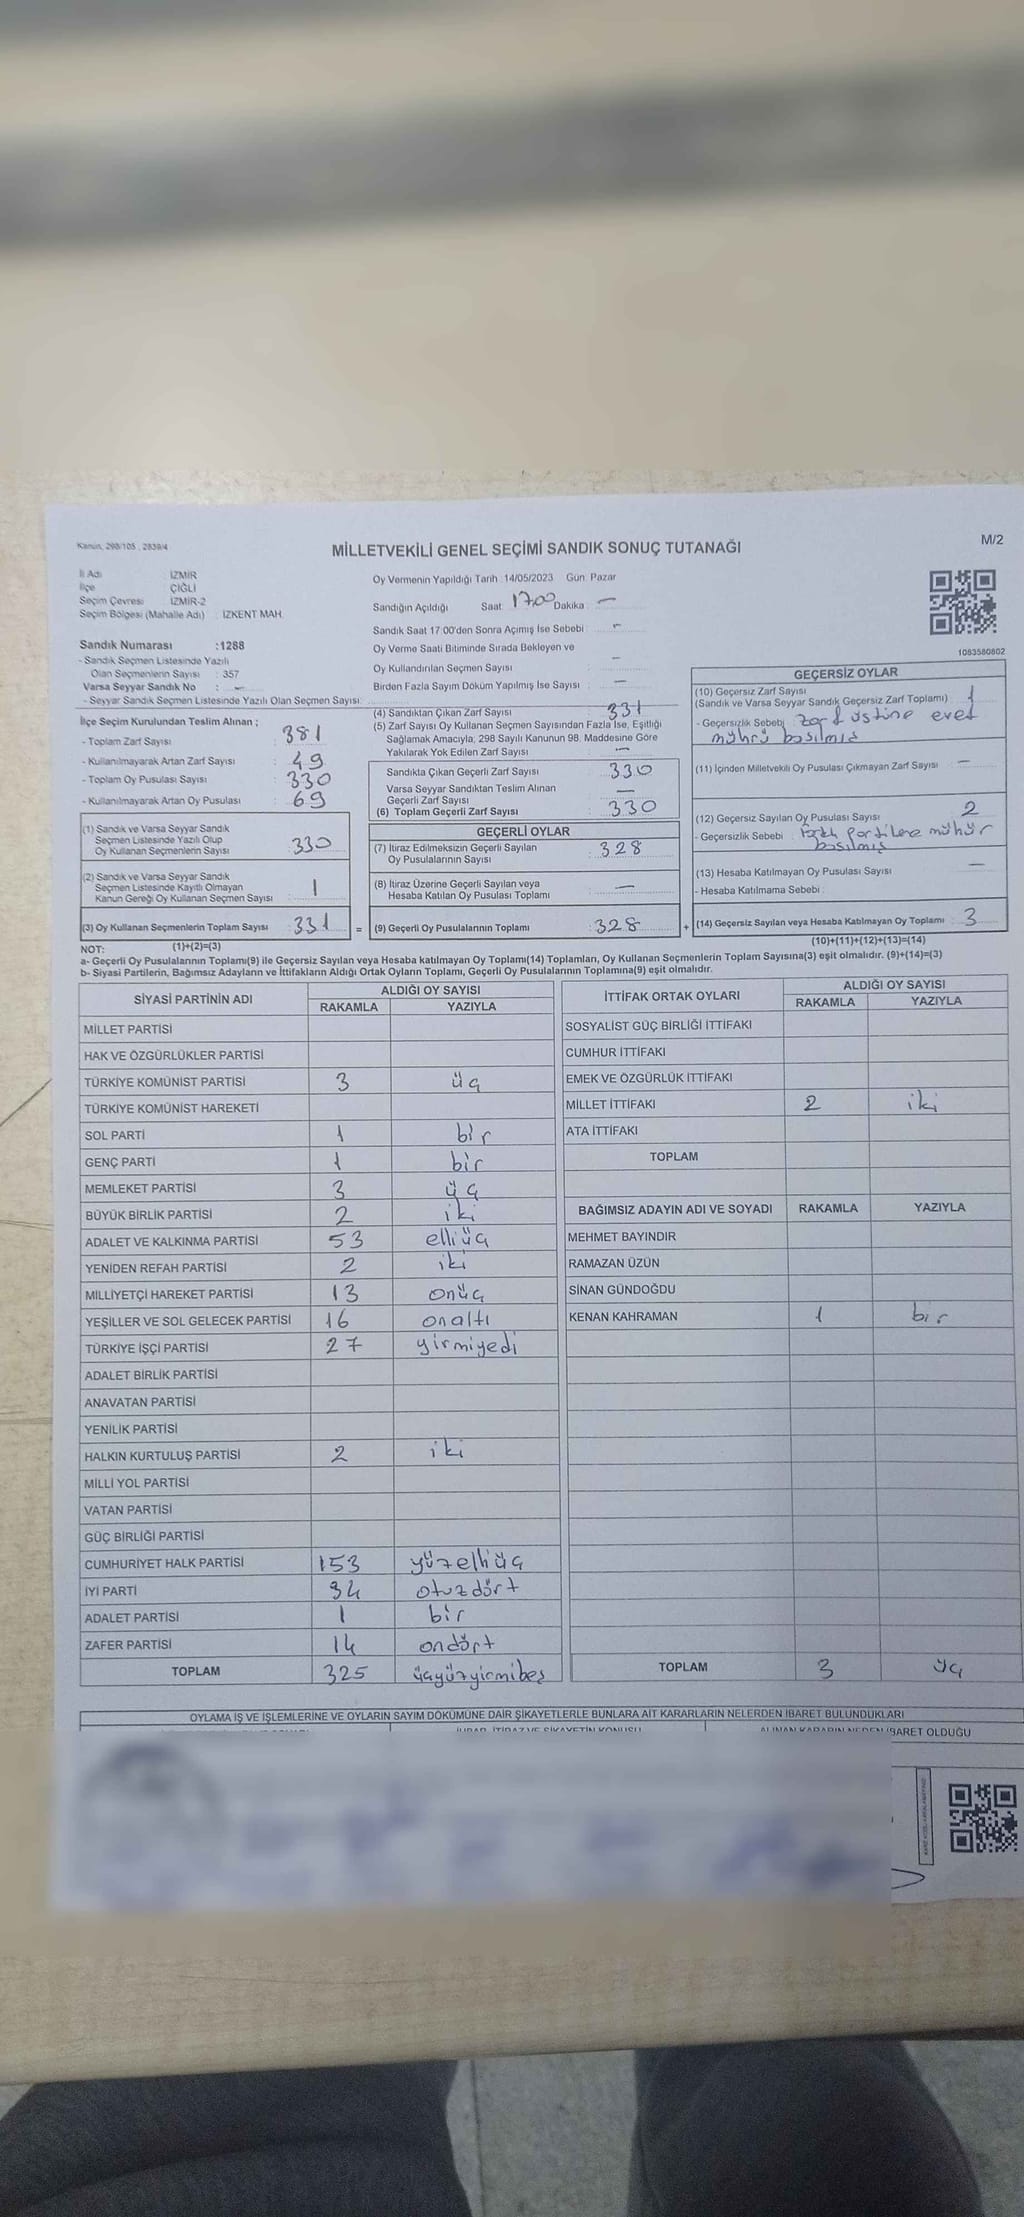 Kanun, 298/105 , 2839/4
MİLLETVEKİLİ GENEL SEÇİMİ SANDIK SONUÇ TUTANAĞI
M/2
İl Adı : İZMİR
İlçe : ÇİĞLİ
Seçim Çevresi : İZMİR-2
Seçim Bölgesi (Mahalle Adı) : İZKENT MAH.
Sandık Numarası :1288
- Sandık Seçmen Listesinde Yazılı
Olan Seçmenlerin Sayısı : 357
Varsa Seyyar Sandık No : —
- Seyyar Sandık Seçmen Listesinde Yazılı Olan Seçmen Sayısı:
Oy Vermenin Yapıldığı Tarih :14/05/2023 Gün: Pazar
Sandığın Açıldığı Saat 17:00 Dakika : —
Sandık Saat 17:00'den Sonra Açımış İse Sebebi : —
Oy Verme Saati Bitiminde Sırada Bekleyen ve
Oy Kullandırılan Seçmen Sayısı : —
Birden Fazla Sayım Döküm Yapılmış İse Sayısı : —
1083580802
İlçe Seçim Kurulundan Teslim Alınan ;
- Toplam Zarf Sayısı : 381
- Kullanılmayarak Artan Zarf Sayısı : 49
- Toplam Oy Pusulası Sayısı : 330
- Kullanılmayarak Artan Oy Pusulası : 69
(1) Sandık ve Varsa Seyyar Sandık
Seçmen Listesinde Yazılı Olup
Oy Kullanan Seçmenlerin Sayısı : 330
(2) Sandık ve Varsa Seyyar Sandık
Seçmen Listesinde Kayıtlı Olmayan
Kanun Gereği Oy Kullanan Seçmen Sayısı : 1
(3) Oy Kullanan Seçmenlerin Toplam Sayısı : 331
(4) Sandıktan Çıkan Zarf Sayısı : 331
(5) Zarf Sayısı Oy Kullanan Seçmen Sayısından Fazla İse, Eşitliği
Sağlamak Amacıyla; 298 Sayılı Kanunun 98. Maddesine Göre
Yakılarak Yok Edilen Zarf Sayısı : —
Sandıkta Çıkan Geçerli Zarf Sayısı : 330
Varsa Seyyar Sandıktan Teslim Alınan
Geçerli Zarf Sayısı : —
(6) Toplam Geçerli Zarf Sayısı : 330
GEÇERLİ OYLAR
(7) İtiraz Edilmeksizin Geçerli Sayılan
Oy Pusulalarının Sayısı : 328
(8) İtiraz Üzerine Geçerli Sayılan veya
Hesaba Katılan Oy Pusulası Toplamı : —
= (9) Geçerli Oy Pusulalarının Toplamı : 328 +
GEÇERSİZ OYLAR
(10) Geçersiz Zarf Sayısı
(Sandık ve Varsa Seyyar Sandık Geçersiz Zarf Toplamı) : 1
- Geçersizlik Sebebi : Zarf üstüne evet
mührü basılmış
(11) İçinden Milletvekili Oy Pusulası Çıkmayan Zarf Sayısı : —
(12) Geçersiz Sayılan Oy Pusulası Sayısı : 2
- Geçersizlik Sebebi : farklı partilere mühür
basılmış
(13) Hesaba Katılmayan Oy Pusulası Sayısı : —
- Hesaba Katılmama Sebebi :
(14) Geçersiz Sayılan veya Hesaba Katılmayan Oy Toplamı : 3
NOT: (1)+(2)=(3) (10)+(11)+(12)+(13)=(14)
a- Geçerli Oy Pusulalarının Toplamı(9) ile Geçersiz Sayılan veya Hesaba katılmayan Oy Toplamı(14) Toplamları, Oy Kullanan Seçmenlerin Toplam Sayısına(3) eşit olmalıdır. (9)+(14)=(3)
b- Siyasi Partilerin, Bağımsız Adayların ve İttifakların Aldığı Ortak Oyların Toplamı, Geçerli Oy Pusulalarının Toplamına(9) eşit olmalıdır.
SİYASİ PARTİNİN ADI ALDIĞI OY SAYISI
RAKAMLA YAZIYLA
MİLLET PARTİSİ
HAK VE ÖZGÜRLÜKLER PARTİSİ
TÜRKİYE KOMÜNİST PARTİSİ 3 üç
TÜRKİYE KOMÜNİST HAREKETİ
SOL PARTİ 1 bir
GENÇ PARTİ 1 bir
MEMLEKET PARTİSİ 3 üç
BÜYÜK BİRLİK PARTİSİ 2 iki
ADALET VE KALKINMA PARTİSİ 53 elliüç
YENİDEN REFAH PARTİSİ 2 iki
MİLLİYETÇİ HAREKET PARTİSİ 13 onüç
YEŞİLLER VE SOL GELECEK PARTİSİ 16 onaltı
TÜRKİYE İŞÇİ PARTİSİ 27 yirmiyedi
ADALET BİRLİK PARTİSİ
ANAVATAN PARTİSİ
YENİLİK PARTİSİ
HALKIN KURTULUŞ PARTİSİ 2 iki
MİLLİ YOL PARTİSİ
VATAN PARTİSİ
GÜÇ BİRLİĞİ PARTİSİ
CUMHURİYET HALK PARTİSİ 153 yüzelliüç
İYİ PARTİ 34 otuzdört
ADALET PARTİSİ 1 bir
ZAFER PARTİSİ 14 ondört
TOPLAM 325 üçyüzyirmibeş
İTTİFAK ORTAK OYLARI ALDIĞI OY SAYISI
RAKAMLA YAZIYLA
SOSYALİST GÜÇ BİRLİĞİ İTTİFAKI
CUMHUR İTTİFAKI
EMEK VE ÖZGÜRLÜK İTTİFAKI
MİLLET İTTİFAKI 2 iki
ATA İTTİFAKI
TOPLAM
BAĞIMSIZ ADAYIN ADI VE SOYADI RAKAMLA YAZIYLA
MEHMET BAYINDIR
RAMAZAN ÜZÜN
SİNAN GÜNDOĞDU
KENAN KAHRAMAN 1 bir
TOPLAM 3 üç
OYLAMA İŞ VE İŞLEMLERİNE VE OYLARIN SAYIM DÖKÜMÜNE DAİR ŞİKAYETLERLE BUNLARA AİT KARARLARIN NELERDEN İBARET BULUNDUKLARI
İTİRAZ VE ŞİKAYETİN KONUSU ALINAN KARARIN NEDEN İBARET OLDUĞU